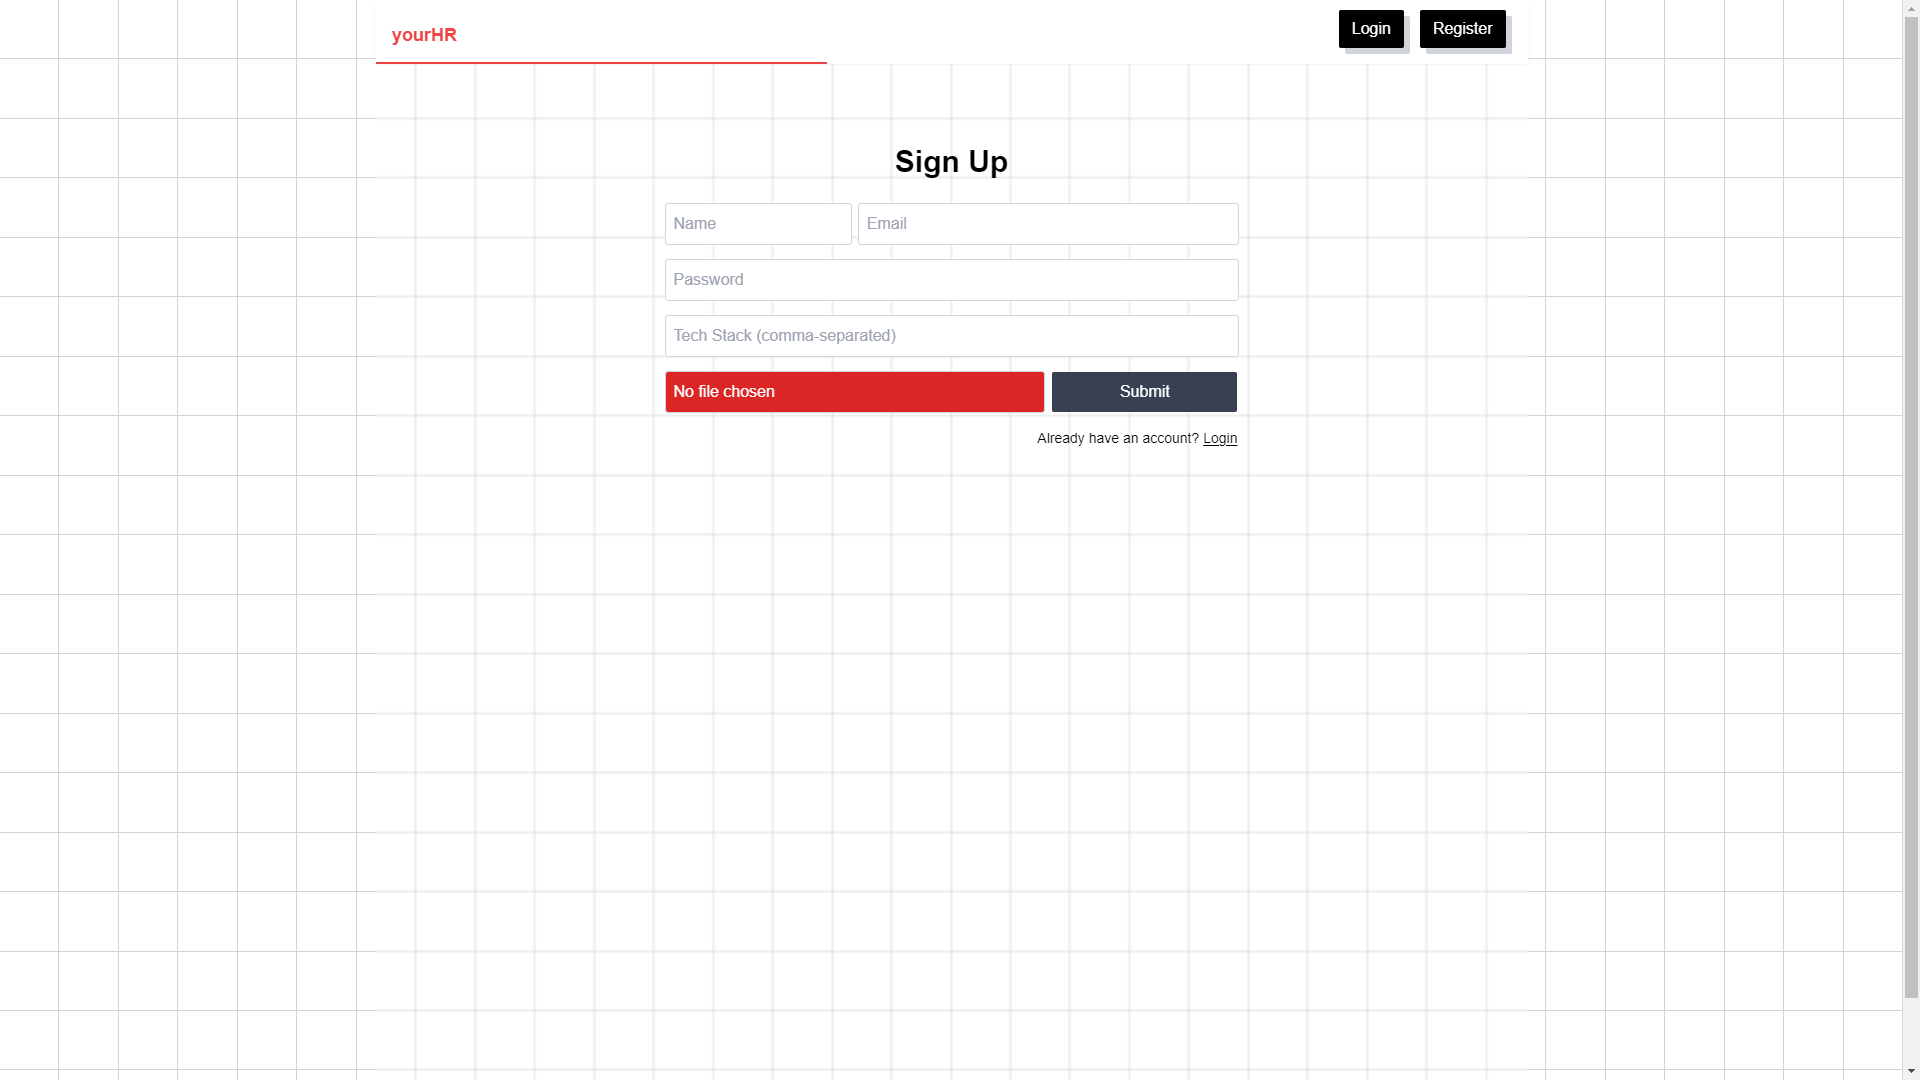 yourHR
Login
Register
Sign Up
Name
Email
Password
Tech Stack (comma-separated)
No file chosen
Submit
Already have an account? Login